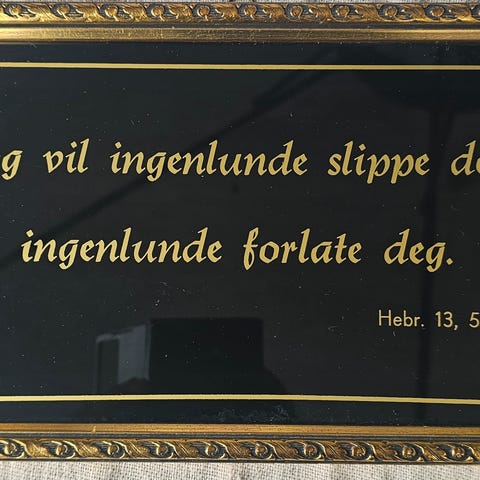 g vil ingenlunde slippe de
ingenlunde forlate deg.
Hebr. 13, 5